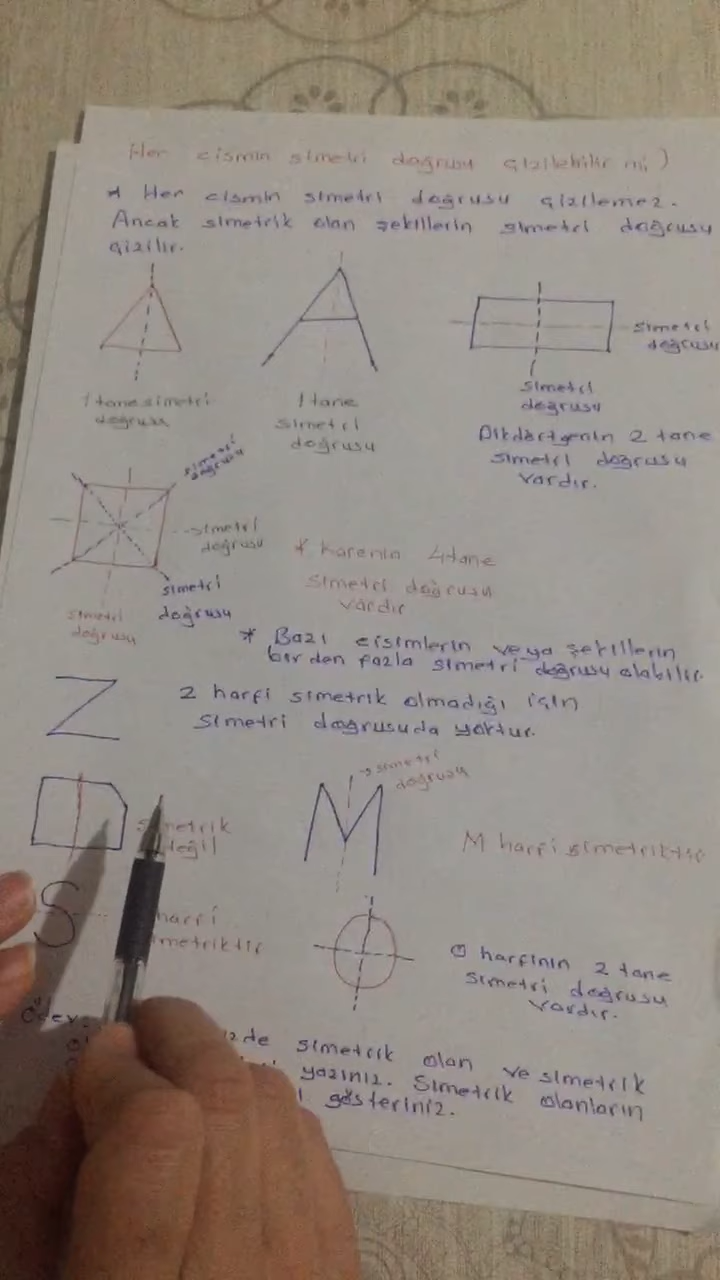 Her cismin simetri doğrusu çizilebilir mi?
* Her cismin simetri doğrusu çizilemez.
Ancak simetrik olan şekillerin simetri doğrusu
çizilir.
1 tane simetri
doğrusu
1 tane
simetri
doğrusu
simetri
doğrusu
simetri
doğrusu
Dikdörtgenin 2 tane
simetri doğrusu
vardır.
simetri
doğrusu
simetri
doğrusu
simetri
doğrusu
simetri
doğrusu
* Karenin 4 tane
simetri doğrusu
vardır
* Bazı cisimlerin veya şekillerin
birden fazla simetri doğrusu olabilir.
Z
Z harfi simetrik olmadığı için
simetri doğrusuda yoktur.
simetrik
değil
M
simetri
doğrusu
M harfi simetriktir
S
harfi
simetriktir
O harfinin 2 tane
simetri doğrusu
vardır.
Ödev:
simetrik olan ve simetrik
yazınız. Simetrik olanların
gösteriniz.